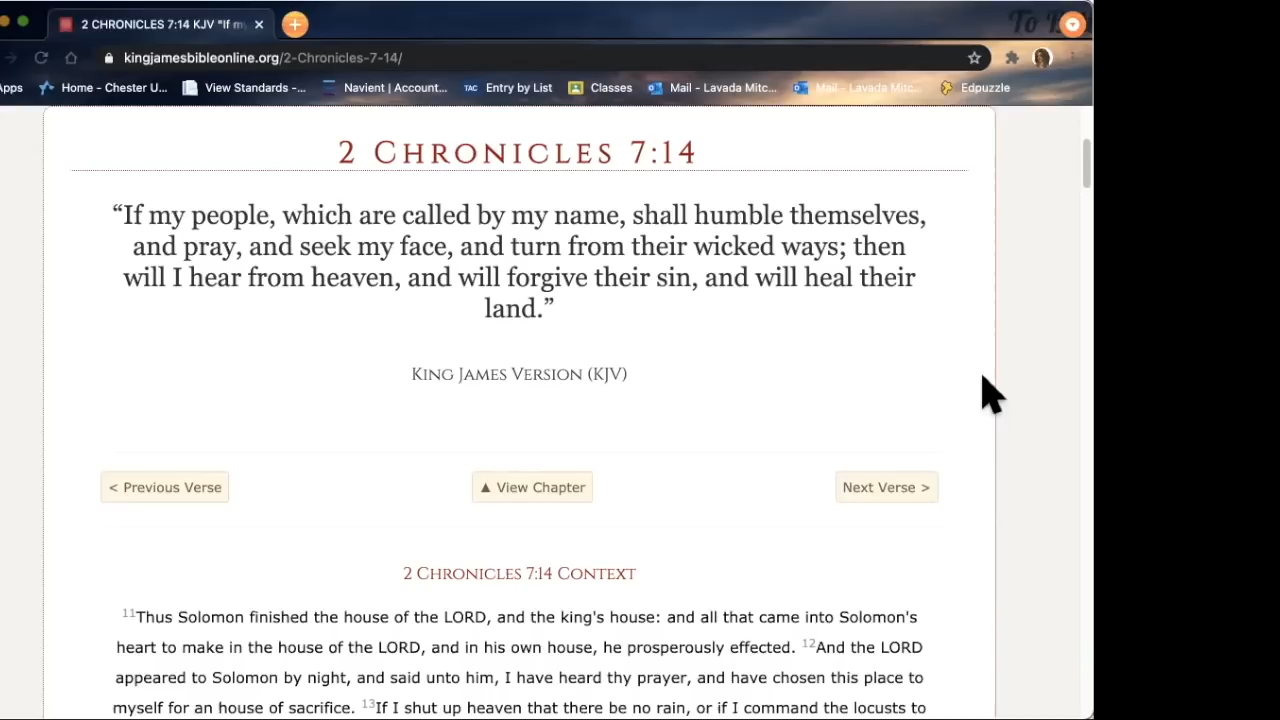 To B
2 CHRONICLES 7:14 KJV "If my
kingjamesbibleonline.org/2-Chronicles-7-14/
Apps Home - Chester U... View Standards -... Navient | Account... TAC Entry by List Classes Mail - Lavada Mitc... Mail - Lavada Mitc... Edpuzzle
2 Chronicles 7:14
“If my people, which are called by my name, shall humble themselves,
and pray, and seek my face, and turn from their wicked ways; then
will I hear from heaven, and will forgive their sin, and will heal their
land.”
King James Version (KJV)
< Previous Verse ▲ View Chapter Next Verse >
2 Chronicles 7:14 Context
11Thus Solomon finished the house of the LORD, and the king's house: and all that came into Solomon's
heart to make in the house of the LORD, and in his own house, he prosperously effected. 12And the LORD
appeared to Solomon by night, and said unto him, I have heard thy prayer, and have chosen this place to
myself for an house of sacrifice. 13If I shut up heaven that there be no rain, or if I command the locusts to